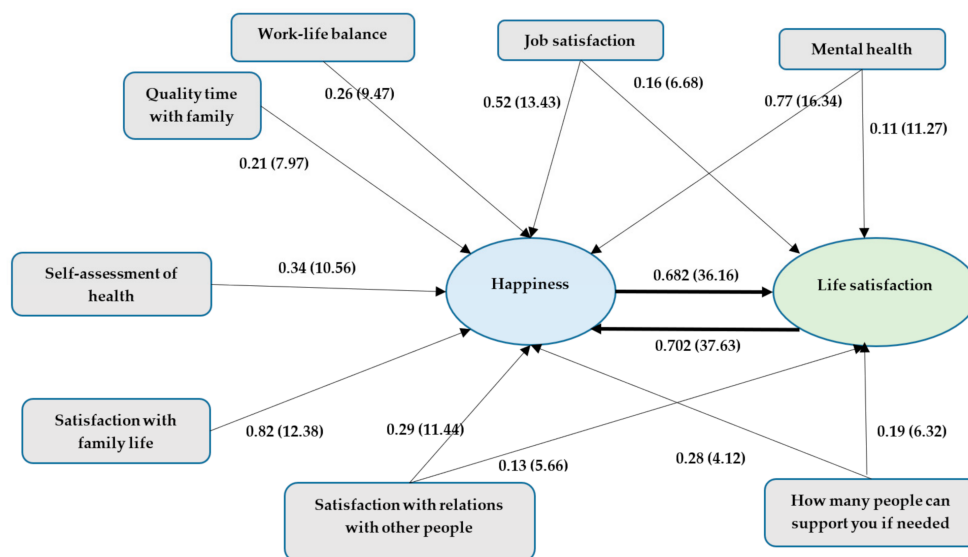 Work-life balance
Job satisfaction
Mental health
Quality time
with family
0.26 (9.47)
0.52 (13.43)
0.16 (6.68)
0.77 (16.34)
0.11 (11.27)
0.21 (7.97)
Self-assessment of
health
0.34 (10.56)
Happiness
0.682 (36.16)
Life satisfaction
0.702 (37.63)
Satisfaction with
family life
0.82 (12.38)
0.29 (11.44)
0.13 (5.66)
0.28 (4.12)
0.19 (6.32)
Satisfaction with relations
with other people
How many people can
support you if needed